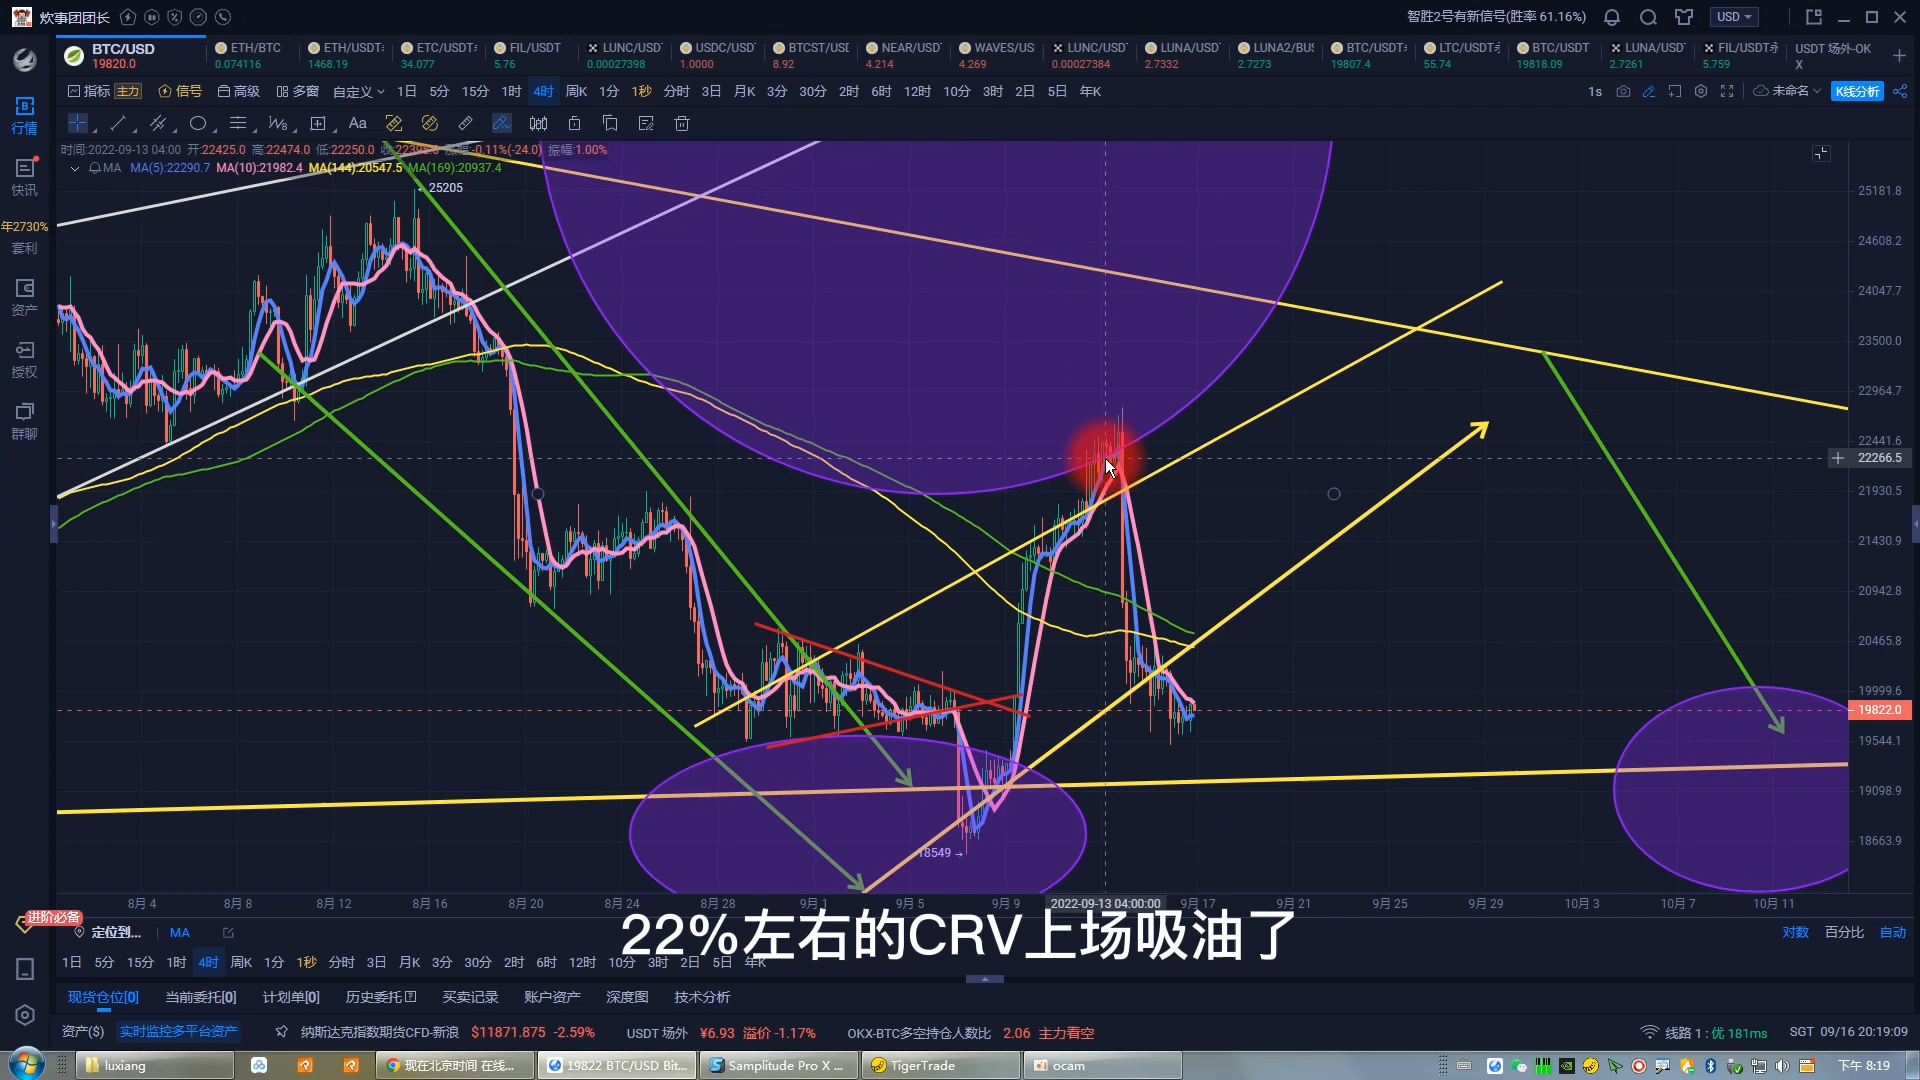 炊事团团长
智胜2号有新信号(胜率 61.16%)
USD
BTC/USD ETH/BTC ETH/USDT ETC/USDT FIL/USDT LUNC/USD USDC/USD BTCST/USD NEAR/USD WAVES/US LUNC/USD LUNA/USD LUNA2/BU BTC/USDT LTC/USDT BTC/USDT LUNA/USD FIL/USDT USDT 场外-OK
19820.0 0.074116 1468.19 34.077 5.76 0.00027398 1.0000 8.92 4.214 4.269 0.00027384 2.7332 2.7273 19807.4 55.74 19818.09 2.7261 5.759 X
指标 主力 信号 高级 多窗 自定义 1日 5分 15分 1时 4时 周K 1分 1秒 分时 3日 月K 3分 30分 2时 6时 12时 10分 3时 2日 5日 年K 1s 未命名 K线分析
Aa
时间:2022-09-13 04:00 开:22425.0 高:22474.0 低:22250.0 -0.11%(-24.0) 振幅:1.00%
MA MA(5):22290.7 MA(10):21982.4 MA(144):20547.5 MA(169):20937.4
行情
快讯
年2730%
套利
资产
授权
群聊
进阶必备
25205
18549
25181.8
24608.2
24047.7
23500.0
22964.7
22441.6
22266.5
21930.5
21430.9
20942.8
20465.8
19999.6
19822.0
19544.1
19098.9
18663.9
8月 4 8月 8 8月 12 8月 16 8月 20 8月 24 8月 28 9月 1 9月 5 9月 9 2022-09-13 04:00:00 9月 17 9月 21 9月 25 9月 29 10月 3 10月 7 10月 11
22%左右的CRV上场吸油了
定位到... MA 对数 百分比 自动
1日 5分 15分 1时 4时 周K 1分 1秒 分时 3日 月K 3分 30分 2时 6时 12时 10分 3时 2日 5日 年K
现货仓位[0] 当前委托[0] 计划单[0] 历史委托 买卖记录 账户资产 深度图 技术分析
资产($) 实时监控多平台资产 纳斯达克指数期货CFD-新浪 $11871.875 -2.59% USDT 场外 ¥6.93 溢价 -1.17% OKX-BTC多空持仓人数比 2.06 主力看空 线路 1 : 优 181ms SGT 09/16 20:19:09
luxiang 现在北京时间 在线... 19822 BTC/USD Bit... Samplitude Pro X ... TigerTrade ocam 下午 8:19